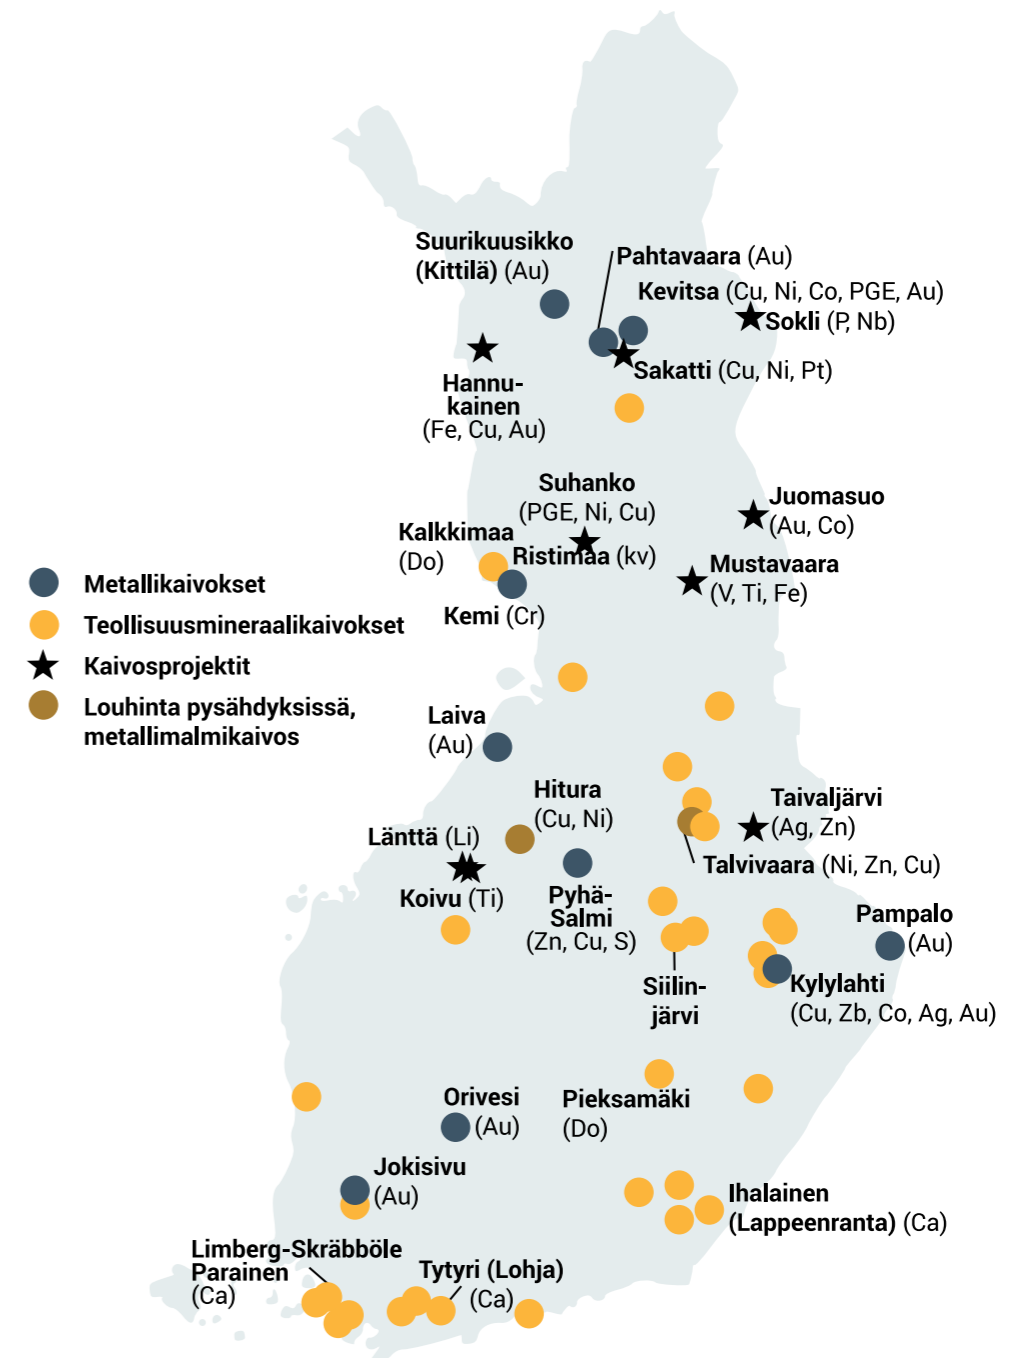 Suurikuusikko
(Kittilä) (Au)
Pahtavaara (Au)
Kevitsa (Cu, Ni, Co, PGE, Au)
Sokli (P, Nb)
Sakatti (Cu, Ni, Pt)
Hannu-
kainen
(Fe, Cu, Au)
Suhanko
(PGE, Ni, Cu)
Juomasuo
(Au, Co)
Kalkkimaa
(Do)
Ristimaa (kv)
Mustavaara
(V, Ti, Fe)
Kemi (Cr)
Metallikaivokset
Teollisuusmineraalikaivokset
Kaivosprojektit
Louhinta pysähdyksissä,
metallimalmikaivos
Laiva
(Au)
Hitura
(Cu, Ni)
Taivaljärvi
(Ag, Zn)
Länttä (Li)
Talvivaara (Ni, Zn, Cu)
Koivu (Ti)
Pyhä-
Salmi
(Zn, Cu, S)
Pampalo
(Au)
Siilin-
järvi
Kylylahti
(Cu, Zb, Co, Ag, Au)
Orivesi
(Au)
Pieksamäki
(Do)
Jokisivu
(Au)
Ihalainen
(Lappeenranta) (Ca)
Limberg-Skräbböle
Parainen
(Ca)
Tytyri (Lohja)
(Ca)